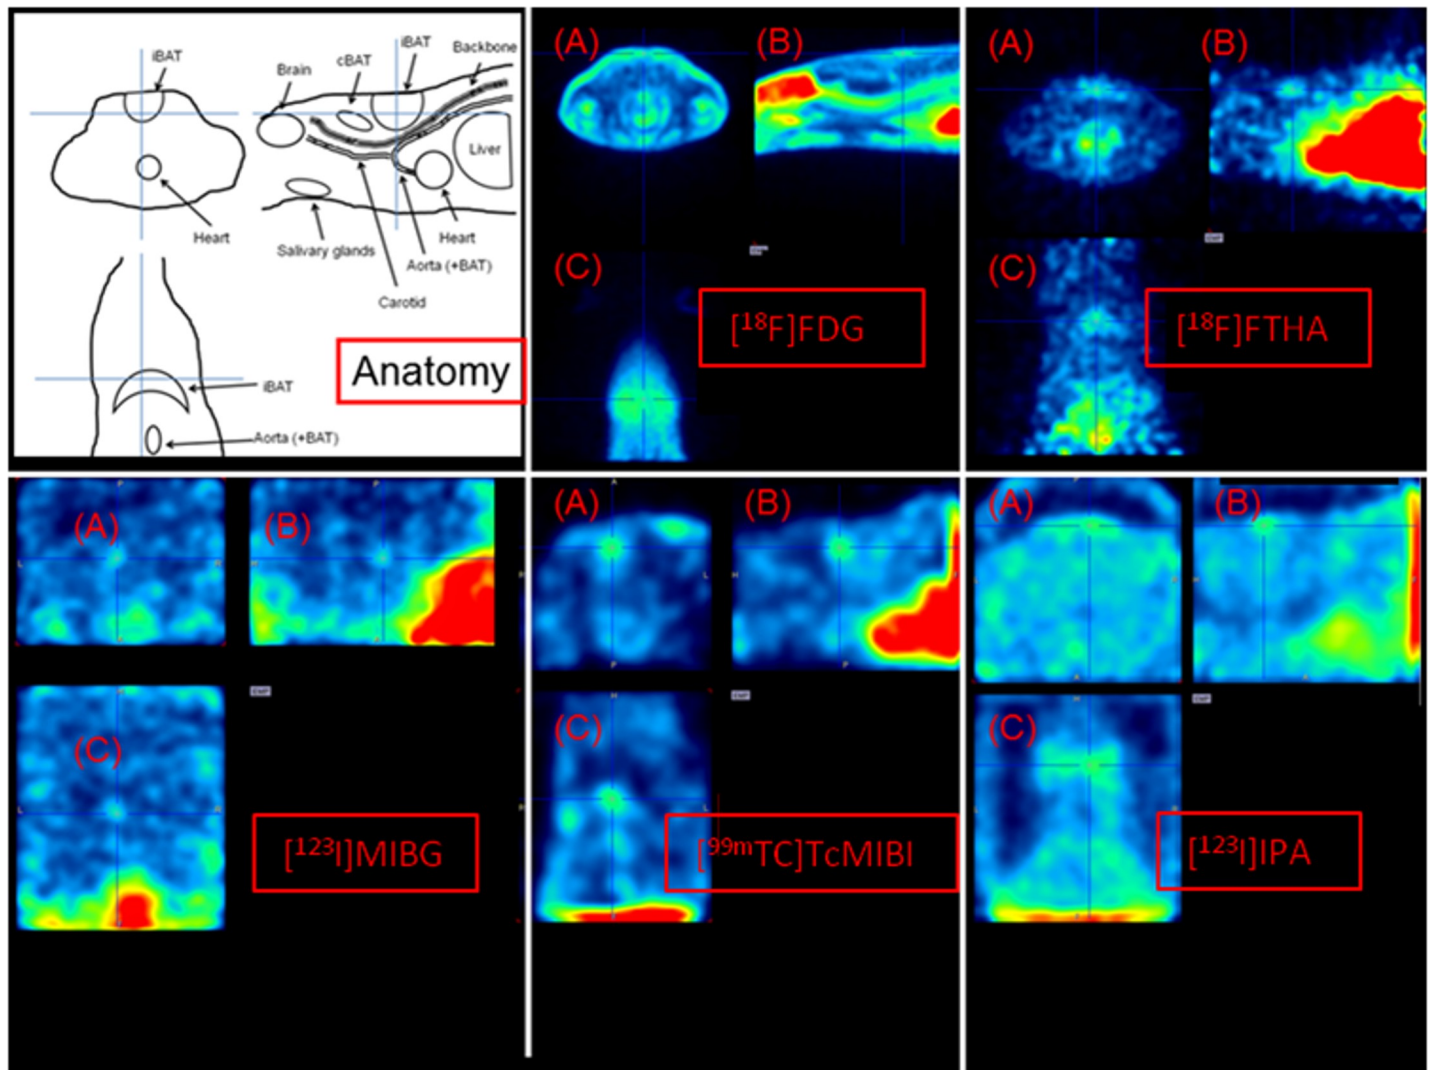 iBAT
Heart
Brain
cBAT
iBAT
Backbone
Liver
Salivary glands
Carotid
Aorta (+BAT)
Heart
iBAT
Aorta (+BAT)
Anatomy
(A)
(B)
(C)
[18F]FDG
(A)
(B)
(C)
[18F]FTHA
(A)
(B)
(C)
[123I]MIBG
(A)
(B)
(C)
[99mTC]TcMIBI
(A)
(B)
(C)
[123I]IPA